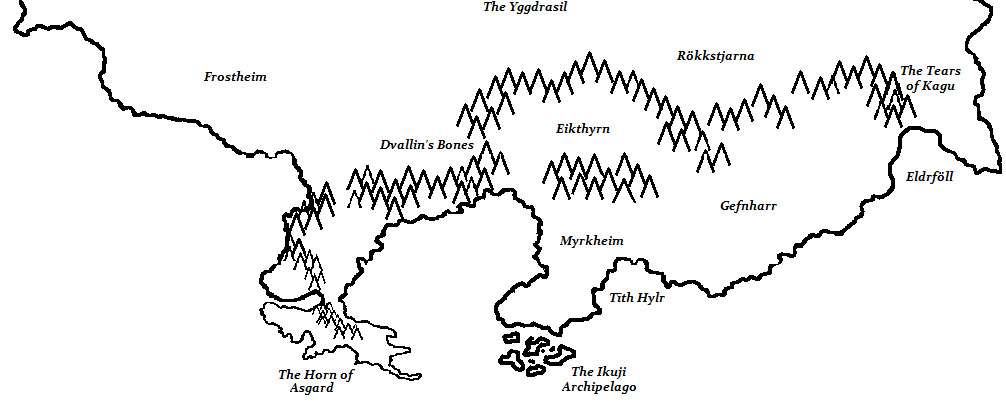 The Yggdrasil
Rökkstjarna
Frostheim
The Tears
of Kagu
Eikthyrn
Dvallin's Bones
Eldrföll
Gefnharr
Myrkheim
Tith Hylr
The Horn of
Asgard
The Ikuji
Archipelago